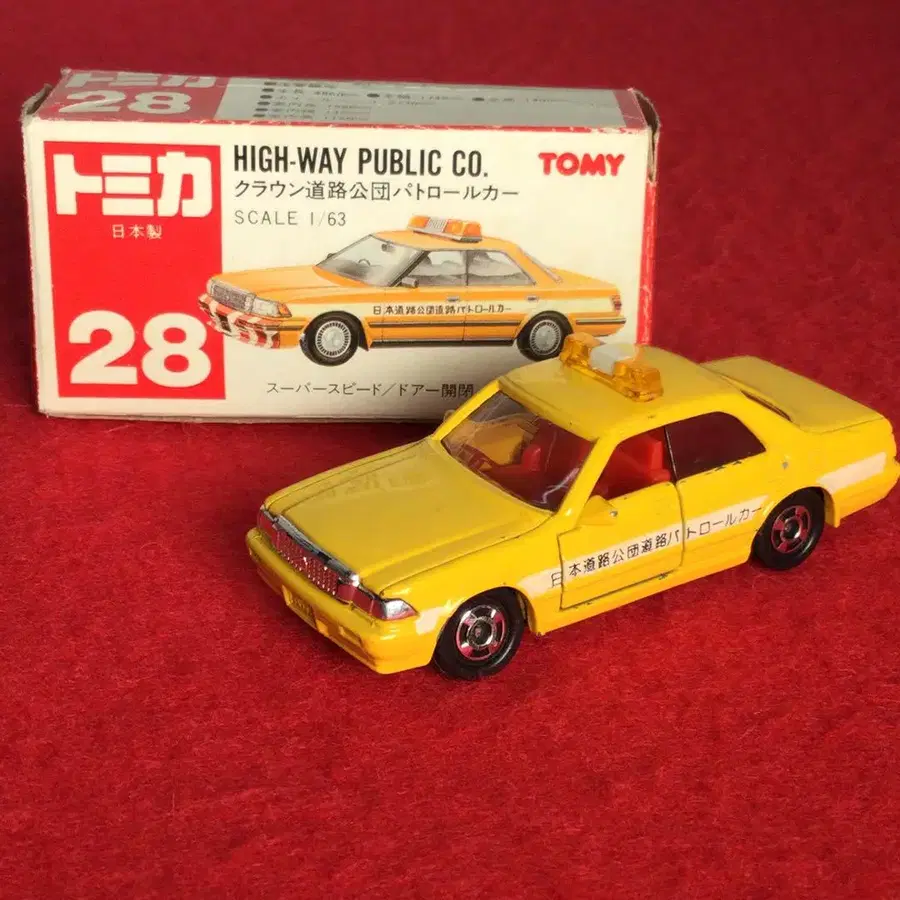 トミカ
28
トミカ
日本製
28
HIGH-WAY PUBLIC CO.
クラウン道路公団パトロールカー
SCALE 1/63
TOMY
日本道路公団道路パトロールカー
スーパースピード/ドアー開閉
日本道路公団道路パトロールカー